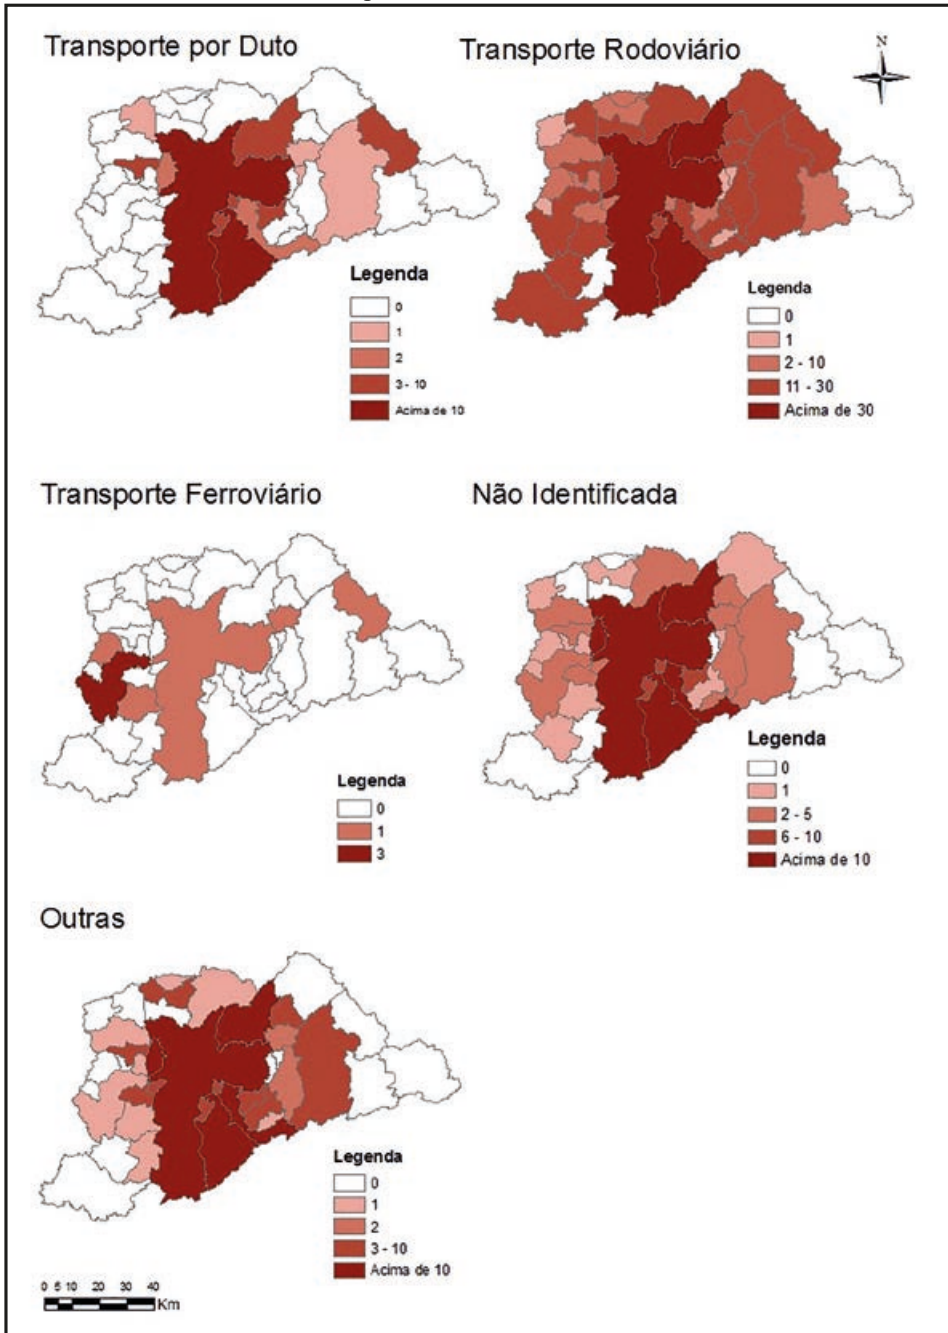 Transporte por Duto
Transporte Rodoviário
N
Legenda
0
1
2
3 - 10
Acima de 10
Legenda
0
1
2 - 10
11 - 30
Acima de 30
Transporte Ferroviário
Não Identificada
Legenda
0
1
3
Legenda
0
1
2 - 5
6 - 10
Acima de 10
Outras
Legenda
0
1
2
3 - 10
Acima de 10
0 5 10 20 30 40
Km